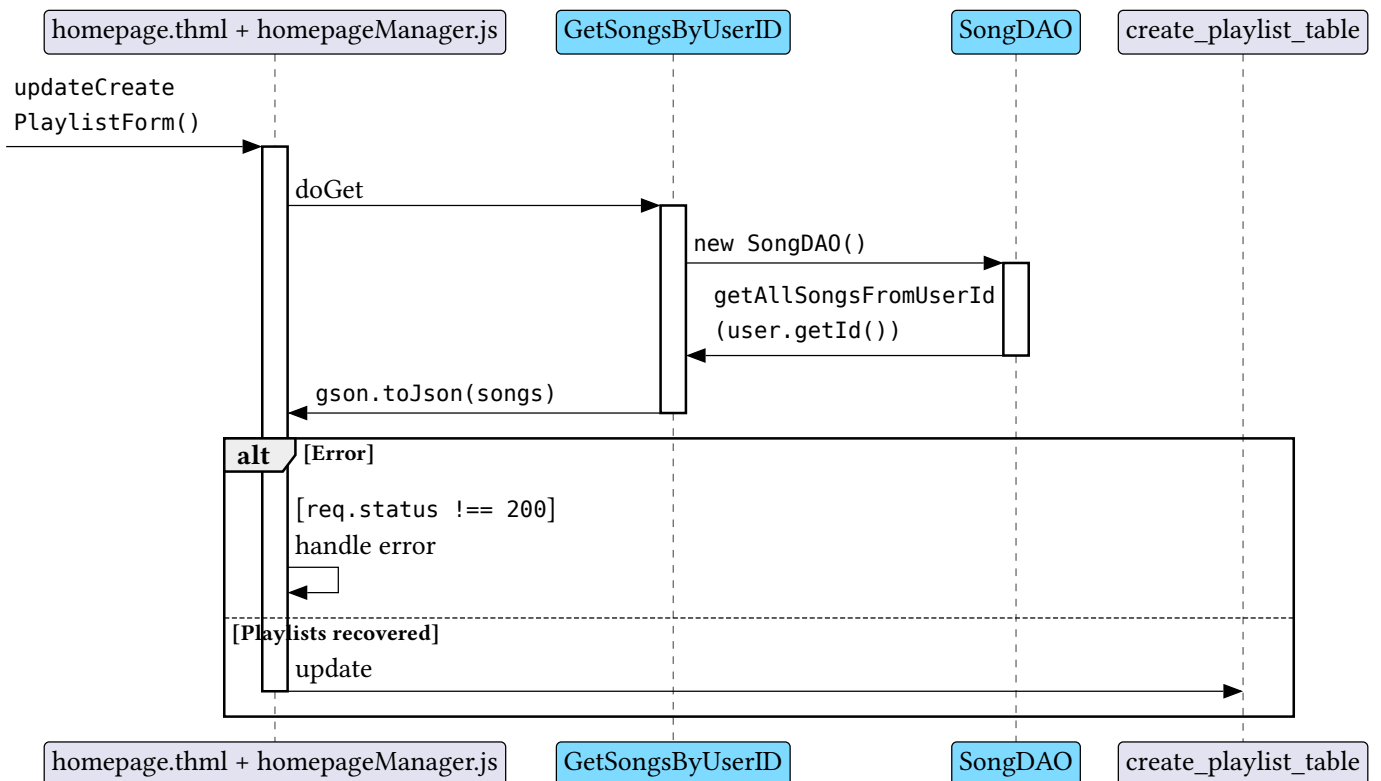 homepage.thml + homepageManager.js
GetSongsByUserID
SongDAO
create_playlist_table
updateCreate
PlaylistForm()
doGet
new SongDAO()
getAllSongsFromUserId
(user.getId())
gson.toJson(songs)
alt
[Error]
[req.status !== 200]
handle error
[Playlists recovered]
update
homepage.thml + homepageManager.js
GetSongsByUserID
SongDAO
create_playlist_table